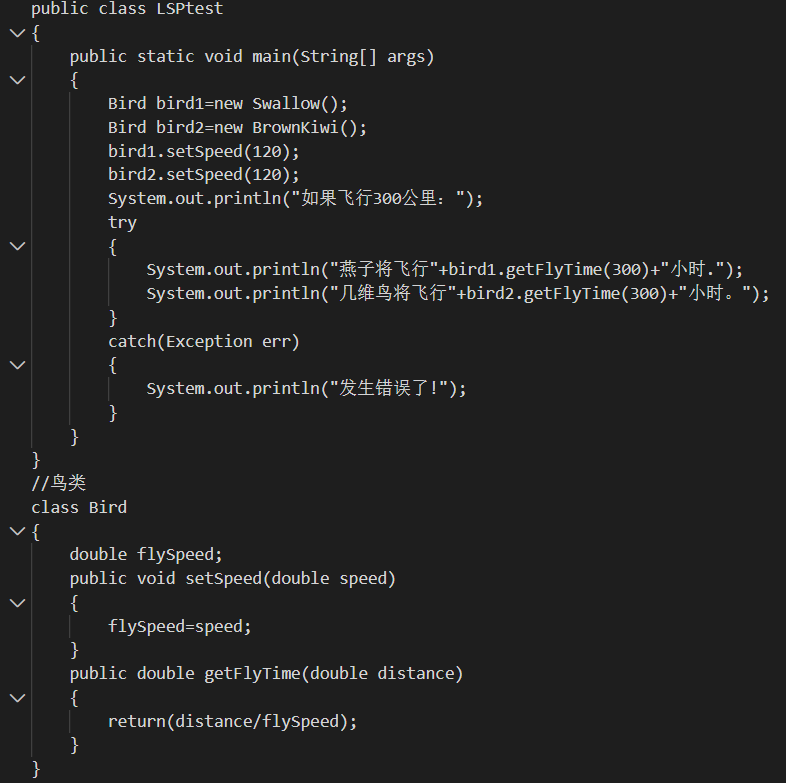 public class LSPtest
{
    public static void main(String[] args)
    {
        Bird bird1=new Swallow();
        Bird bird2=new BrownKiwi();
        bird1.setSpeed(120);
        bird2.setSpeed(120);
        System.out.println("如果飞行300公里：");
        try
        {
            System.out.println("燕子将飞行"+bird1.getFlyTime(300)+"小时.");
            System.out.println("几维鸟将飞行"+bird2.getFlyTime(300)+"小时。");
        }
        catch(Exception err)
        {
            System.out.println("发生错误了!");
        }
    }
}
//鸟类
class Bird
{
    double flySpeed;
    public void setSpeed(double speed)
    {
        flySpeed=speed;
    }
    public double getFlyTime(double distance)
    {
        return(distance/flySpeed);
    }
}